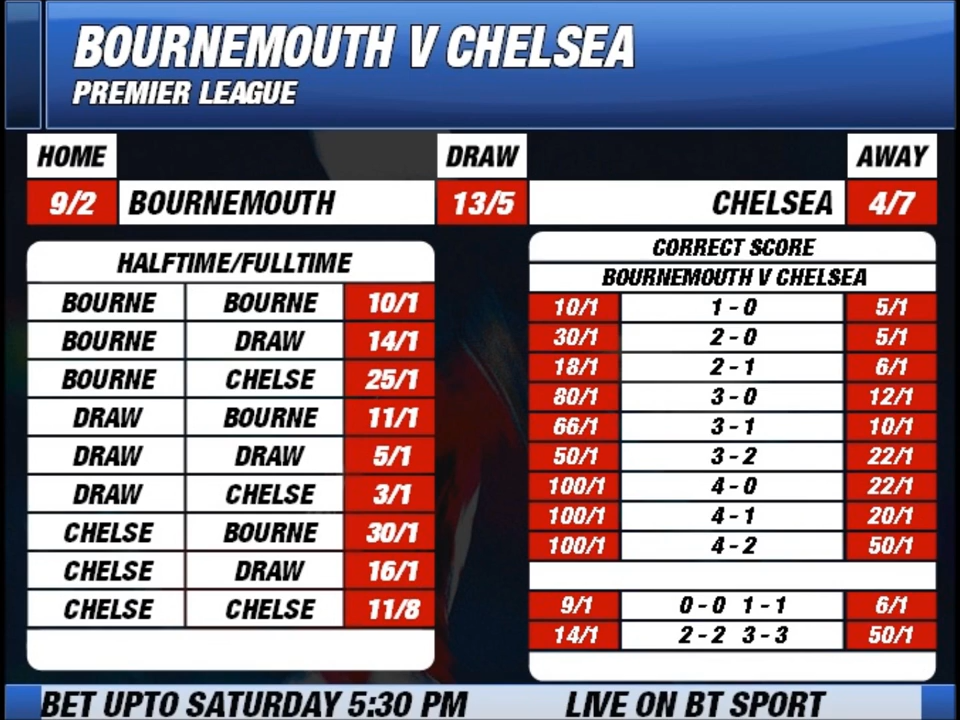 BOURNEMOUTH V CHELSEA
PREMIER LEAGUE
HOME DRAW AWAY
9/2 BOURNEMOUTH 13/5 CHELSEA 4/7
HALFTIME/FULLTIME
BOURNE BOURNE 10/1
BOURNE DRAW 14/1
BOURNE CHELSE 25/1
DRAW BOURNE 11/1
DRAW DRAW 5/1
DRAW CHELSE 3/1
CHELSE BOURNE 30/1
CHELSE DRAW 16/1
CHELSE CHELSE 11/8
CORRECT SCORE
BOURNEMOUTH V CHELSEA
10/1 1 - 0 5/1
30/1 2 - 0 5/1
18/1 2 - 1 6/1
80/1 3 - 0 12/1
66/1 3 - 1 10/1
50/1 3 - 2 22/1
100/1 4 - 0 22/1
100/1 4 - 1 20/1
100/1 4 - 2 50/1
9/1 0 - 0 1 - 1 6/1
14/1 2 - 2 3 - 3 50/1
BET UPTO SATURDAY 5:30 PM LIVE ON BT SPORT